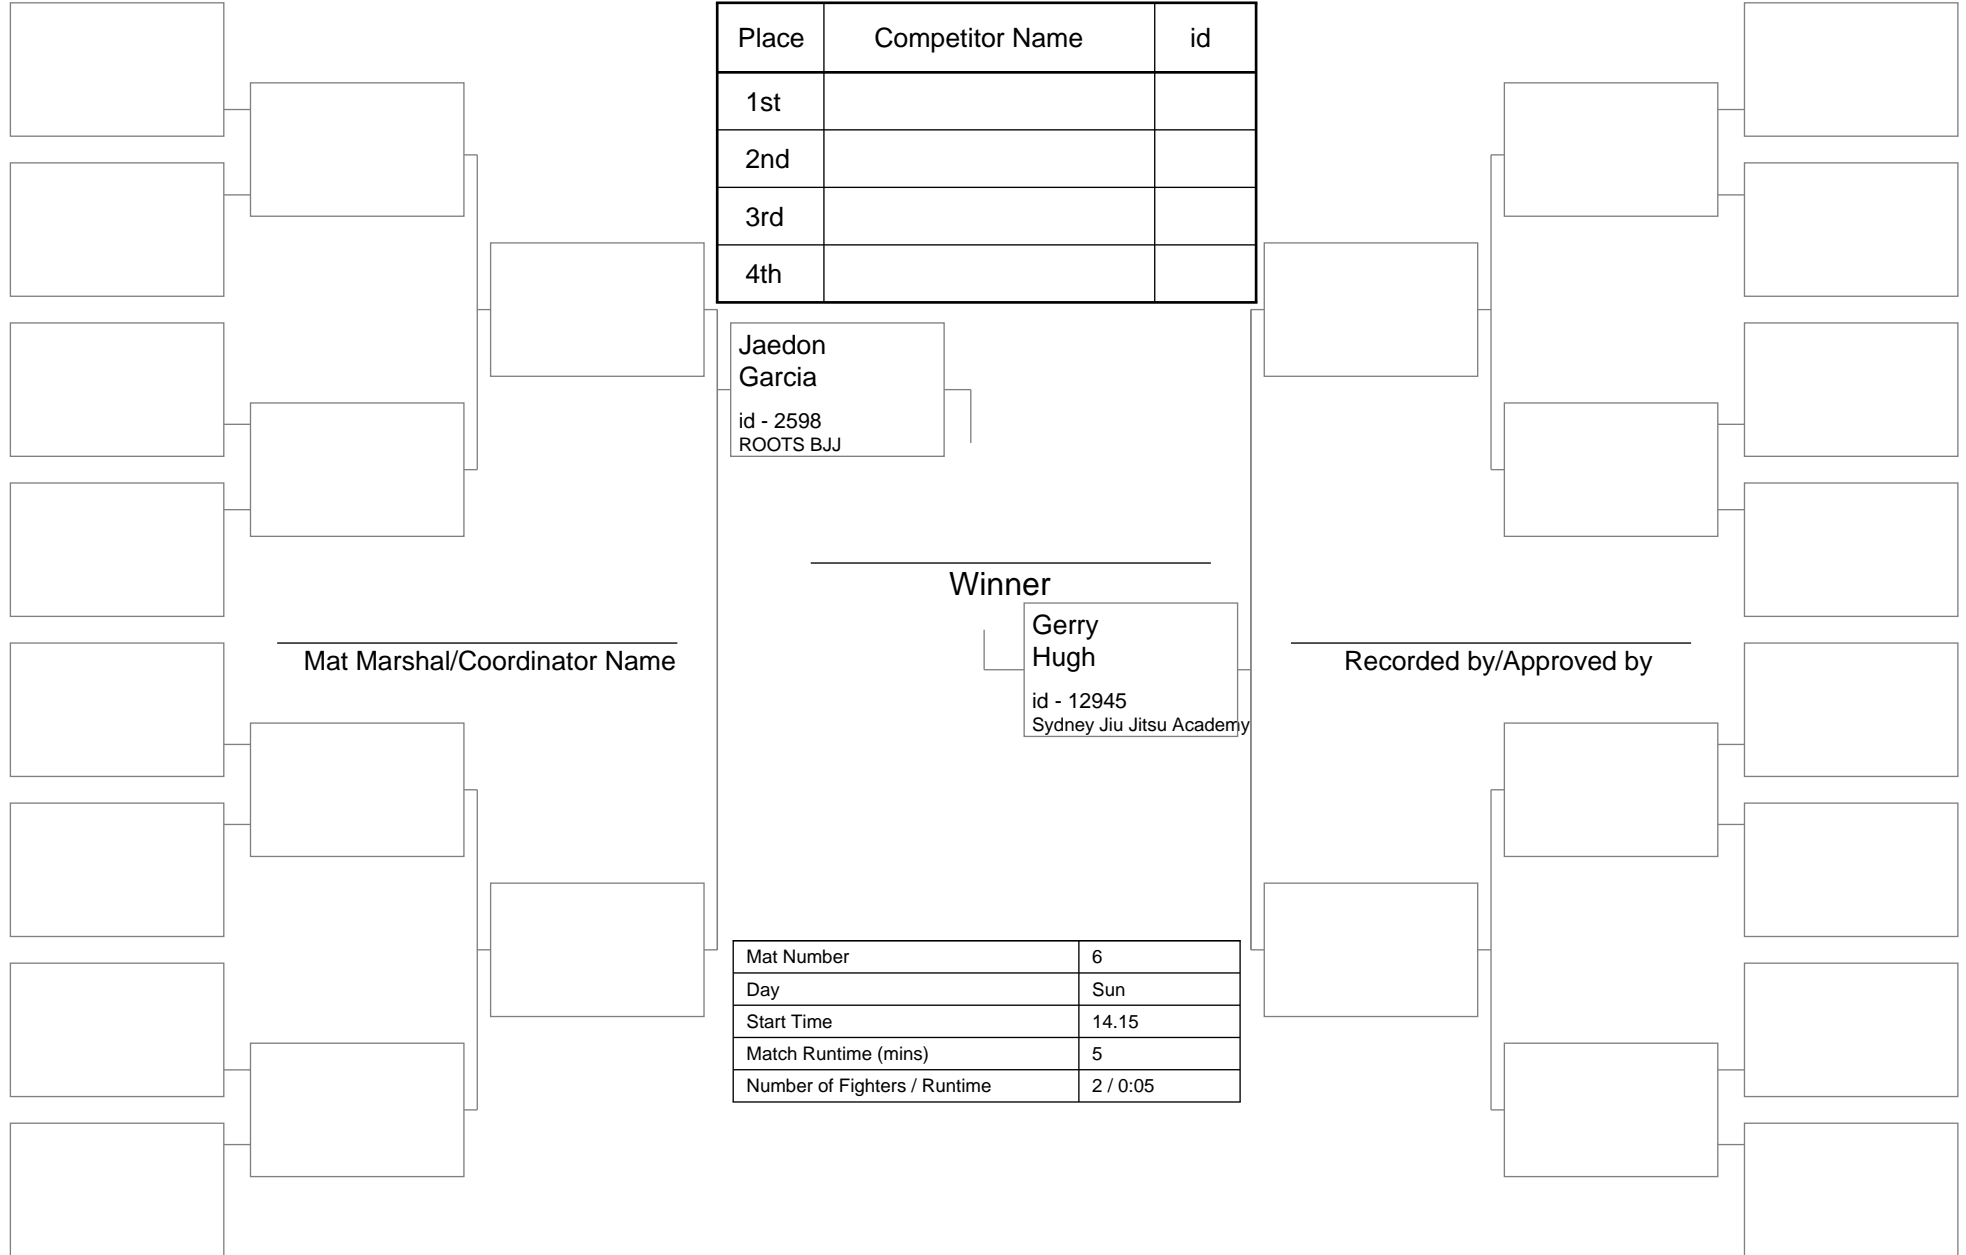 Place Competitor Name id
1st
2nd
3rd
4th
Jaedon
Garcia
id - 2598
ROOTS BJJ
Winner
Gerry
Hugh
id - 12945
Sydney Jiu Jitsu Academy
Mat Marshal/Coordinator Name
Recorded by/Approved by
Mat Number 6
Day Sun
Start Time 14.15
Match Runtime (mins) 5
Number of Fighters / Runtime 2 / 0:05